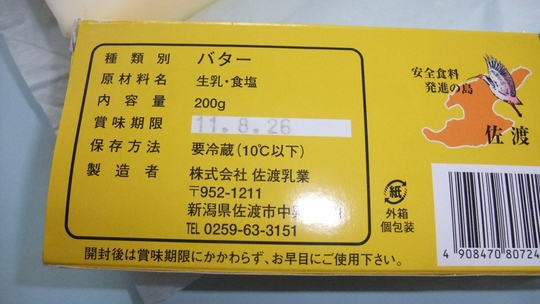 種類別 バター
原材料名 生乳・食塩
内容量 200g
賞味期限 11.8.26
保存方法 要冷蔵(10℃以下)
製造者 株式会社 佐渡乳業
〒952-1211
新潟県佐渡市中
TEL 0259-63-3151
開封後は賞味期限にかかわらず、お早目にご使用下さい。
安全食料
発進の島
佐渡
紙
外箱
個包装
4 908470 80724